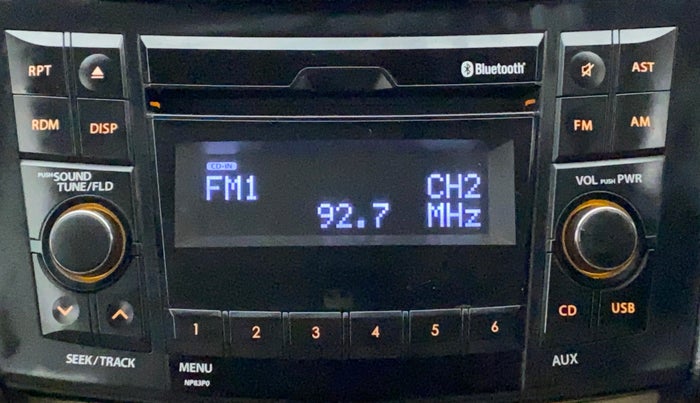 Bluetooth
RPT
AST
RDM
DISP
FM
AM
PUSH SOUND
TUNE/FLD
VOL PUSH PWR
CD-IN
FM1 CH2
92.7 MHz
CD
USB
1 2 3 4 5 6
SEEK/TRACK
MENU
AUX
NP83P0